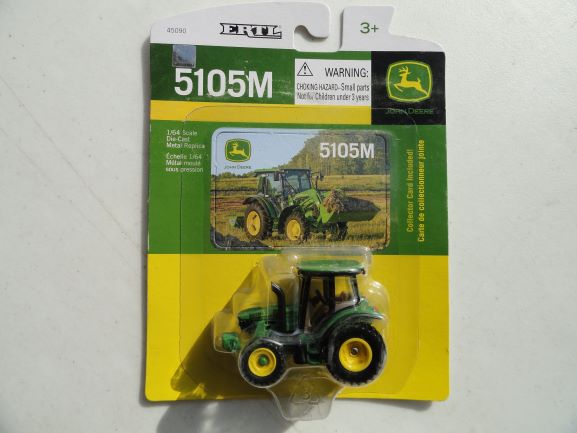 45090
ERTL
3+
5105M
WARNING:
CHOKING HAZARD–Small parts
Not for Children under 3 years
JOHN DEERE
1/64 Scale
Die-Cast
Metal Replica
Échelle 1/64
Métal moulé
sous pression
JOHN DEERE
5105M
Collector Card Included!
Carte de collectionneur jointe